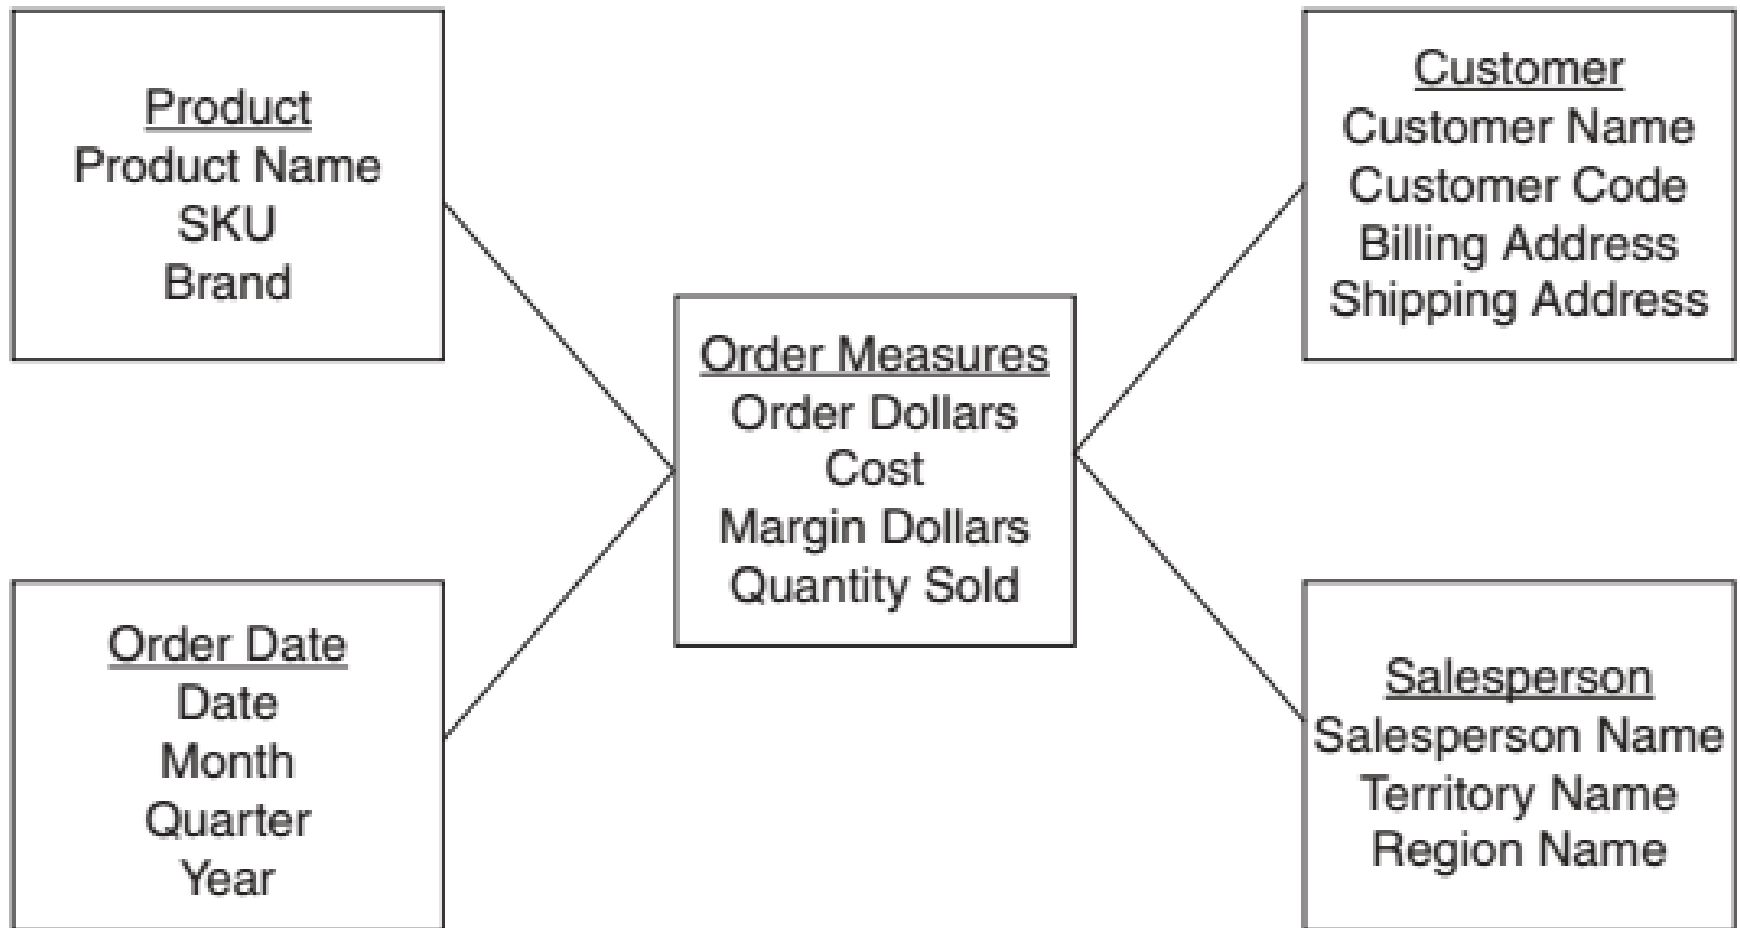 Product
Product Name
SKU
Brand
Customer
Customer Name
Customer Code
Billing Address
Shipping Address
Order Measures
Order Dollars
Cost
Margin Dollars
Quantity Sold
Order Date
Date
Month
Quarter
Year
Salesperson
Salesperson Name
Territory Name
Region Name